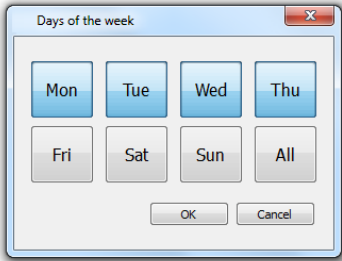 Days of the week
Mon Tue Wed Thu
Fri Sat Sun All
OK Cancel